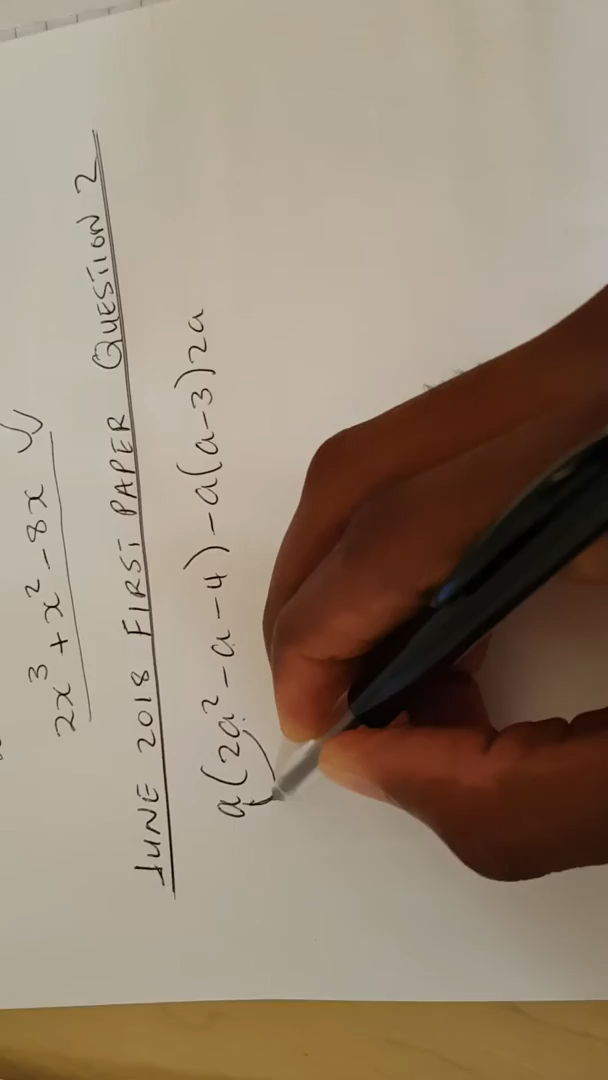 2x³ + x² - 8x
JUNE 2018 FIRST PAPER QUESTION 2
a(2a² - a - 4) - a(a - 3)2a